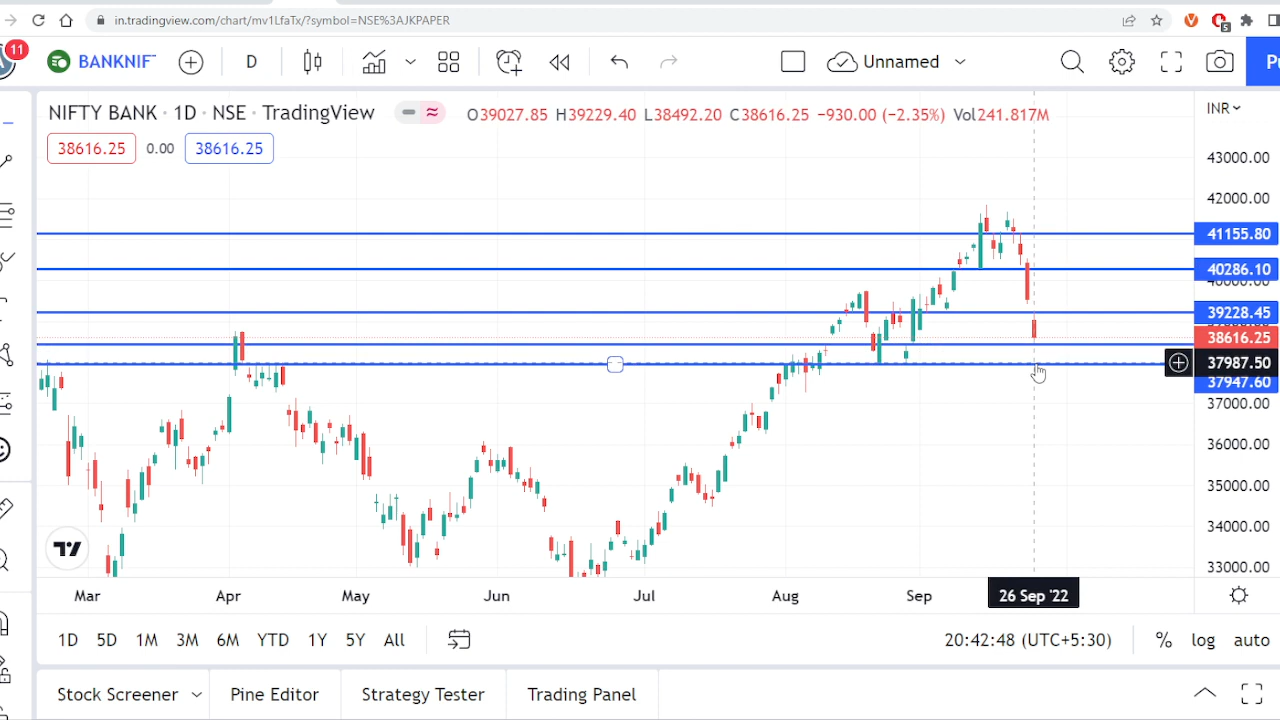 in.tradingview.com/chart/mv1LfaTx/?symbol=NSE%3AJKPAPER
5
11
BANKNIF
D
Unnamed
NIFTY BANK · 1D · NSE · TradingView
O39027.85 H39229.40 L38492.20 C38616.25 −930.00 (−2.35%) Vol241.817M
INR
38616.25 0.00 38616.25
43000.00
42000.00
41155.80
40286.10
40000.00
39228.45
38616.25
37987.50
37947.60
37000.00
36000.00
35000.00
34000.00
33000.00
Mar Apr May Jun Jul Aug Sep 26 Sep '22
1D 5D 1M 3M 6M YTD 1Y 5Y All
20:42:48 (UTC+5:30) % log auto
Stock Screener Pine Editor Strategy Tester Trading Panel